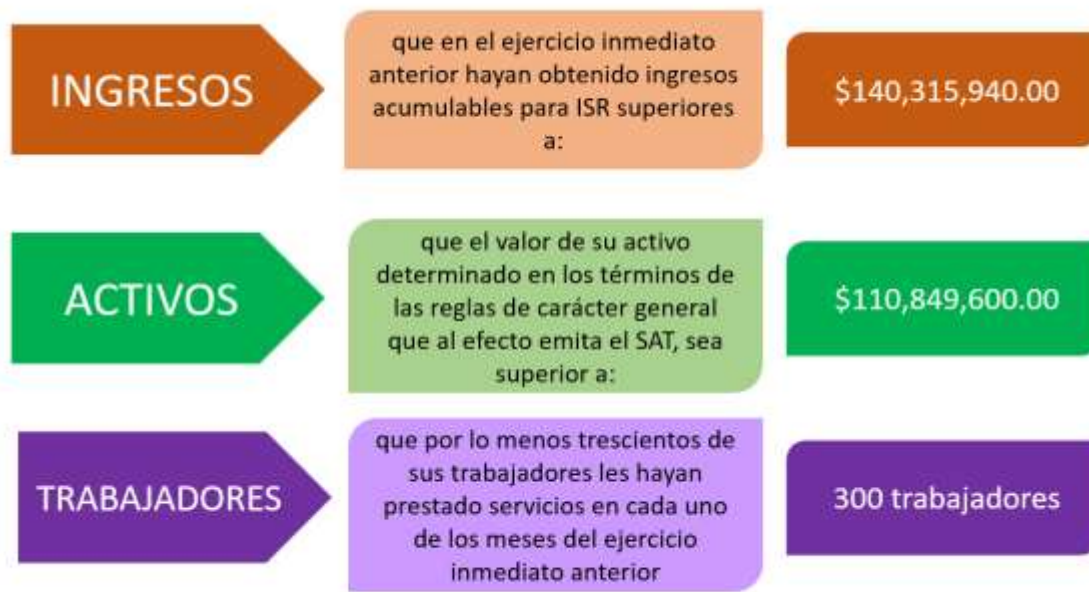 INGRESOS
que en el ejercicio inmediato
anterior hayan obtenido ingresos
acumulables para ISR superiores
a:
$140,315,940.00
ACTIVOS
que el valor de su activo
determinado en los términos de
las reglas de carácter general
que al efecto emita el SAT, sea
superior a:
$110,849,600.00
TRABAJADORES
que por lo menos trescientos de
sus trabajadores les hayan
prestado servicios en cada uno
de los meses del ejercicio
inmediato anterior
300 trabajadores